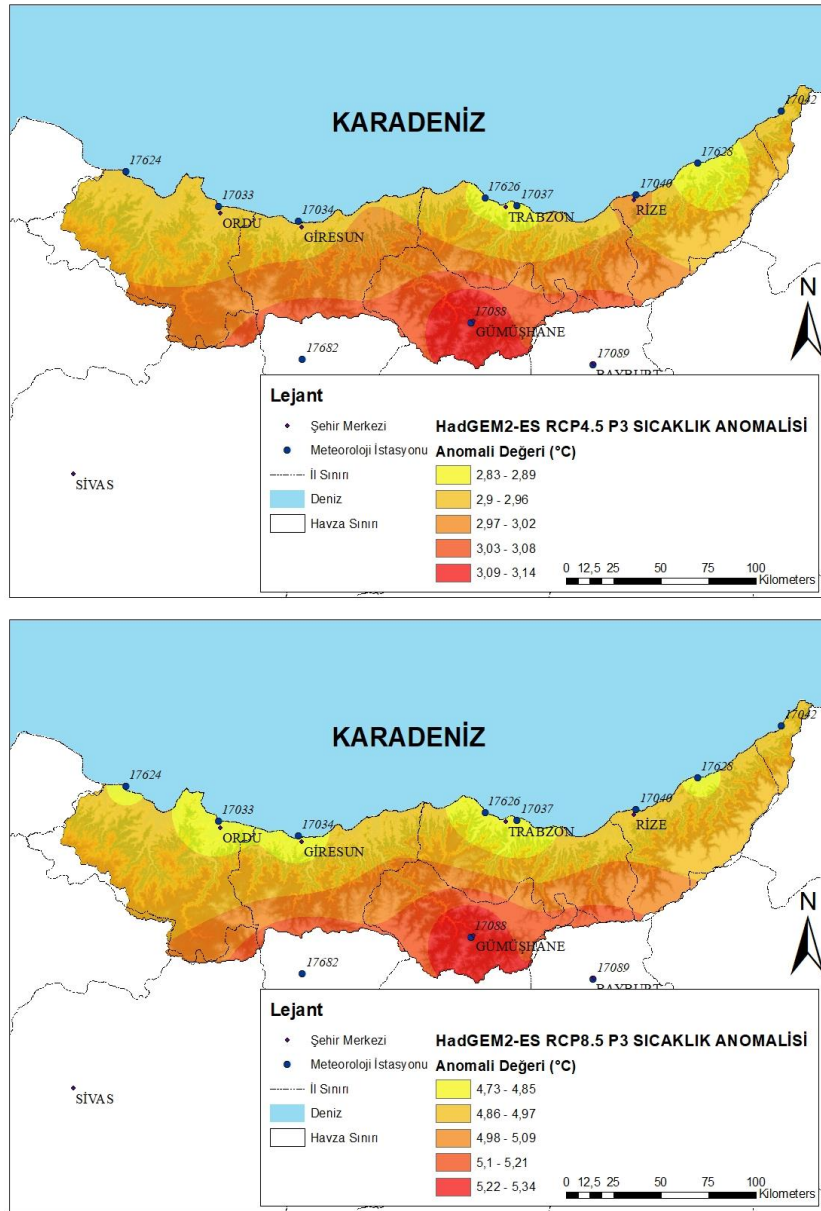 17042
KARADENİZ
17628
17624
17040
17626
17033
17037
RİZE
17034
ORDU
TRABZON
GİRESUN
N
17088
GÜMÜŞHANE
17682
17089
Lejant
Şehir Merkezi
HadGEM2-ES RCP4.5 P3 SICAKLIK ANOMALİSİ
Meteoroloji İstasyonu
Anomali Değeri (°C)
SİVAS
İl Sınırı
2,83 - 2,89
Deniz
2,9 - 2,96
Havza Sınırı
2,97 - 3,02
3,03 - 3,08
3,09 - 3,14
0 12,5 25 50 75 100
Kilometers
17042
KARADENİZ
17628
17624
17040
17626
17033
17037
RİZE
17034
ORDU
TRABZON
GİRESUN
N
17088
GÜMÜŞHANE
17682
17089
Lejant
Şehir Merkezi
HadGEM2-ES RCP8.5 P3 SICAKLIK ANOMALİSİ
Meteoroloji İstasyonu
Anomali Değeri (°C)
SİVAS
İl Sınırı
4,73 - 4,85
Deniz
4,86 - 4,97
Havza Sınırı
4,98 - 5,09
5,1 - 5,21
5,22 - 5,34
0 12,5 25 50 75 100
Kilometers